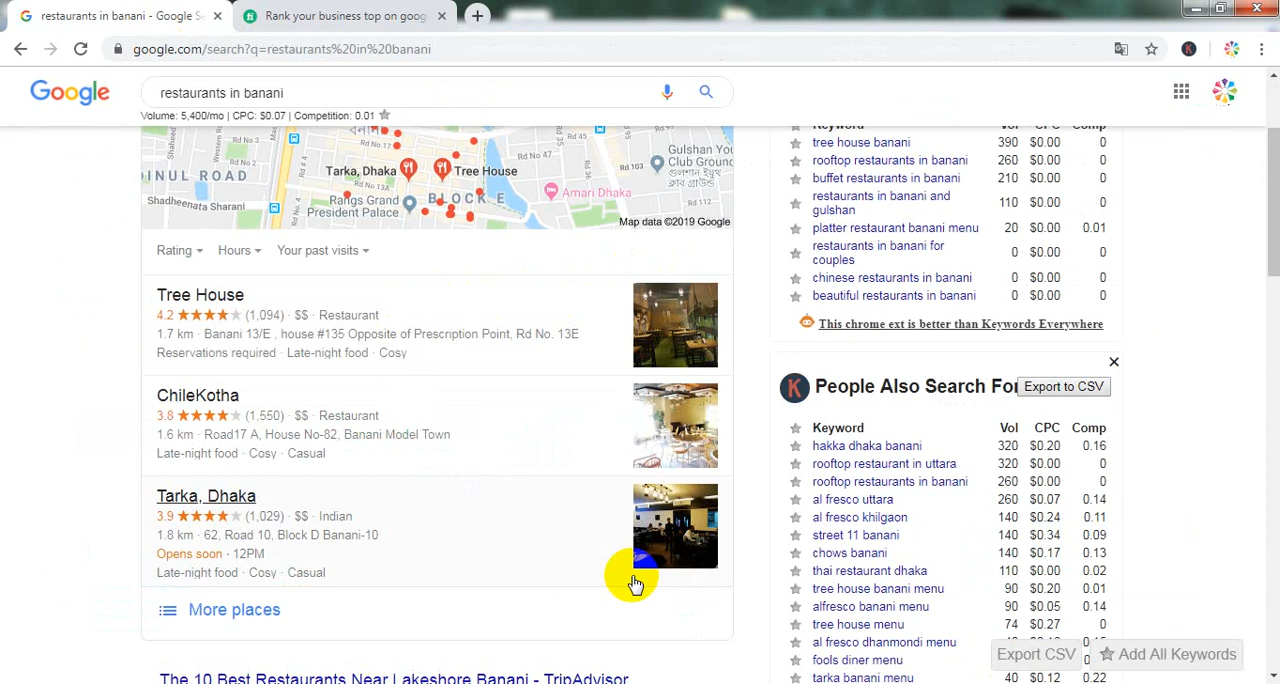 restaurants in banani - Google Se
Rank your business top on goog
google.com/search?q=restaurants%20in%20banani
Google
restaurants in banani
Volume: 5,400/mo | CPC: $0.07 | Competition: 0.01
Rd No 18
Gulshan You
Club Ground
Rd No 47
Rd 103
DINUL ROAD
Tarka, Dhaka
Tree House
Amari Dhaka
Shadheenata Sharani
Rangs Grand
President Palace
BLOCK E
Map data ©2019 Google
Rating
Hours
Your past visits
Tree House
4.2 (1,094) · $$ · Restaurant
1.7 km · Banani 13/E , house #135 Opposite of Prescription Point, Rd No. 13E
Reservations required · Late-night food · Cosy
ChileKotha
3.8 (1,550) · $$ · Restaurant
1.6 km · Road17 A, House No-82, Banani Model Town
Late-night food · Cosy · Casual
Tarka, Dhaka
3.9 (1,029) · $$ · Indian
1.8 km · 62, Road 10, Block D Banani-10
Opens soon · 12PM
Late-night food · Cosy · Casual
More places
The 10 Best Restaurants Near Lakeshore Banani - TripAdvisor
Keyword Vol CPC Comp
tree house banani 390 $0.00 0
rooftop restaurants in banani 260 $0.00 0
buffet restaurants in banani 210 $0.00 0
restaurants in banani and
gulshan 110 $0.00 0
platter restaurant banani menu 20 $0.00 0.01
restaurants in banani for
couples 0 $0.00 0
chinese restaurants in banani 0 $0.00 0
beautiful restaurants in banani 0 $0.00 0
This chrome ext is better than Keywords Everywhere
K People Also Search For
Export to CSV
Keyword Vol CPC Comp
hakka dhaka banani 320 $0.20 0.16
rooftop restaurant in uttara 320 $0.00 0
rooftop restaurants in banani 260 $0.00 0
al fresco uttara 260 $0.07 0.14
al fresco khilgaon 140 $0.24 0.11
street 11 banani 140 $0.34 0.09
chows banani 140 $0.17 0.13
thai restaurant dhaka 110 $0.00 0.02
tree house banani menu 90 $0.20 0.01
alfresco banani menu 90 $0.05 0.14
tree house menu 74 $0.27 0
al fresco dhanmondi menu
fools diner menu
tarka banani menu 40 $0.12 0.22
Export CSV
Add All Keywords